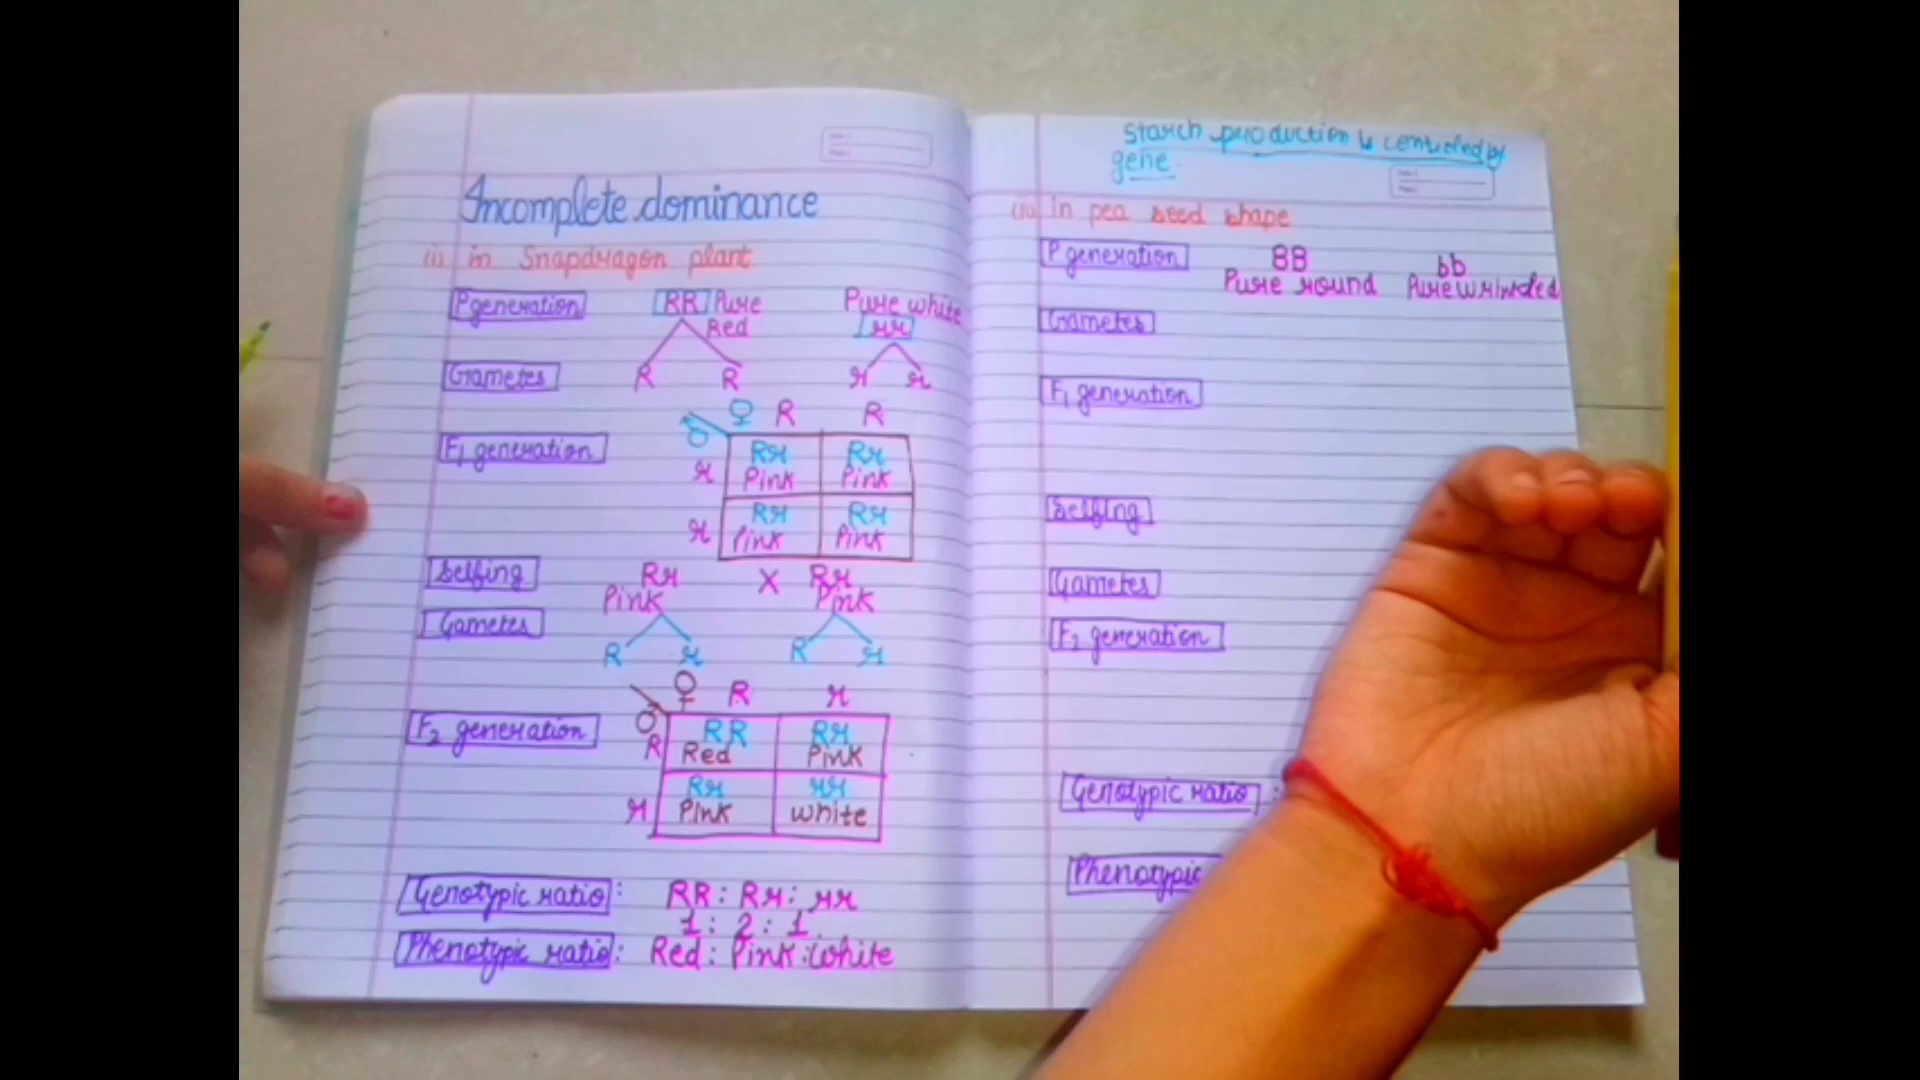 Incomplete dominance
(i) in Snapdragon plant
P generation RR Pure Red Pure white rr
Gametes R R r r
♂ ♀ R R
F1 generation
r Rr Pink Rr Pink
r Rr Pink Rr Pink
Selfing Rr Pink X Rr Pink
Gametes R r R r
♂ ♀ R r
F2 generation
R RR Red Rr Pink
r Rr Pink rr white
Genotypic ratio: RR : Rr : rr
1 : 2 : 1
Phenotypic ratio: Red : Pink : white
Starch production is controlled by
gene.
in pea seed shape
P generation BB bb
Pure round Pure wrinkled
Gametes
F1 generation
Selfing
Gametes
F2 generation
Genotypic ratio :
Phenotypic